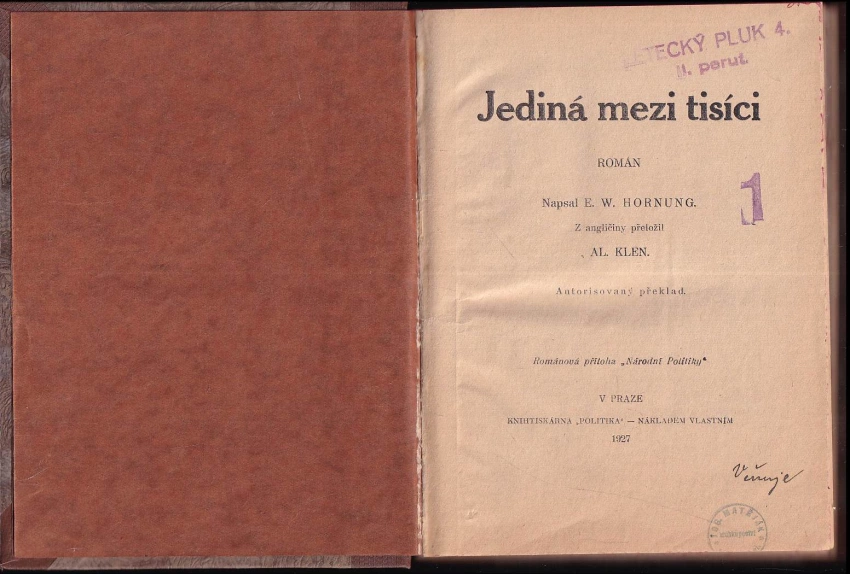 LETECKÝ PLUK 4.
II. perut.
Jediná mezi tisíci
ROMÁN
1
Napsal E. W. HORNUNG.
Z angličiny přeložil
AL. KLEN.
Autorisovaný překlad.
Románová příloha „Národní Politiky“
V PRAZE
KNIHTISKÁRNA „POLITIKA“ — NÁKLADEM VLASTNÍM
1927
Věnuje